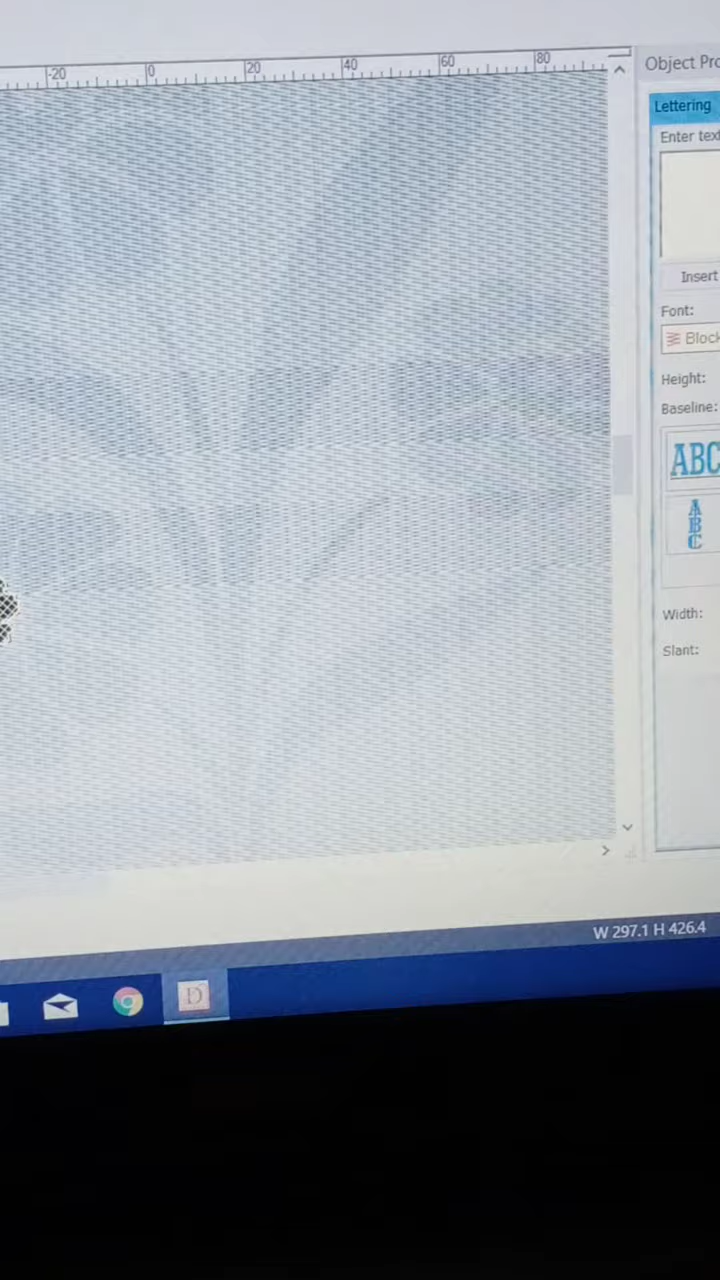 -20 0 20 40 60 80
Object Pro
Lettering
Enter tex
Insert
Font:
Block
Height:
Baseline:
ABC
A
B
C
Width:
Slant:
W 297.1 H 426.4
D